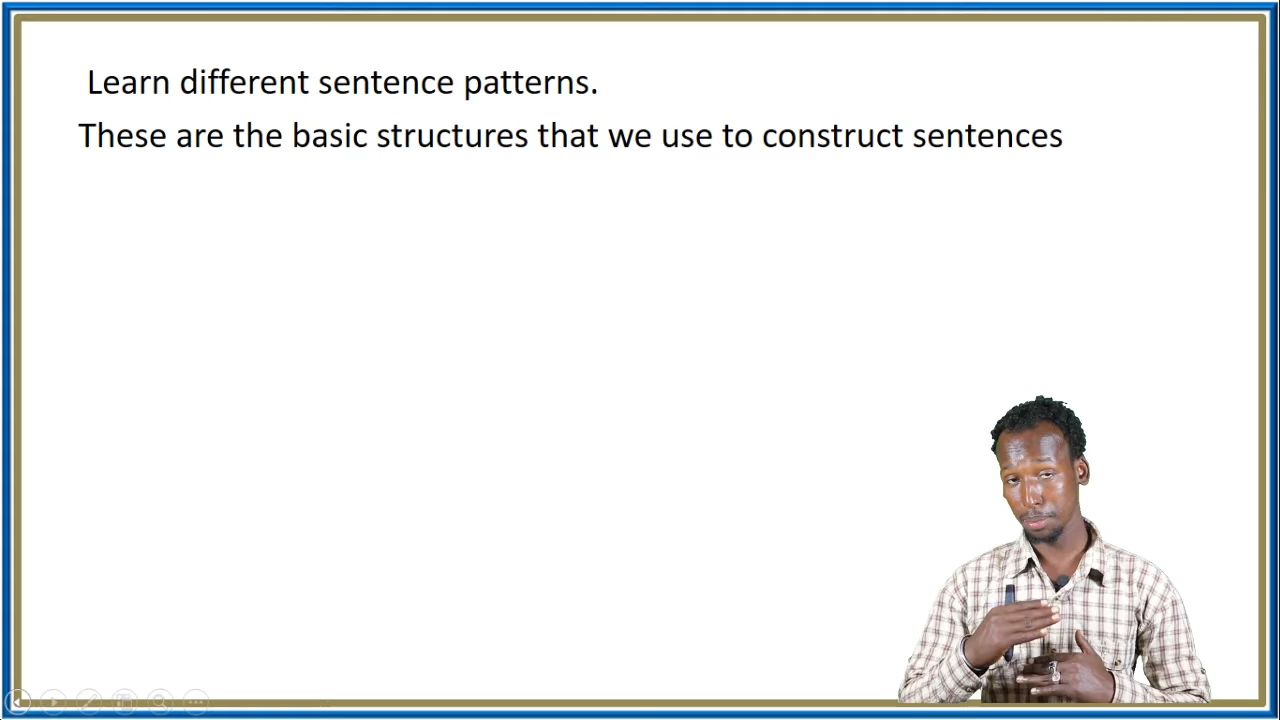 Learn different sentence patterns.
These are the basic structures that we use to construct sentences